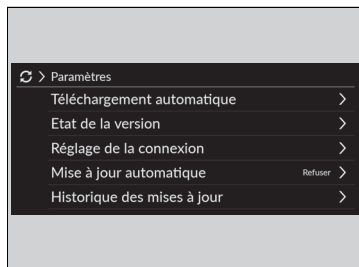 Paramètres
Téléchargement automatique
Etat de la version
Réglage de la connexion
Mise à jour automatique Refuser
Historique des mises à jour